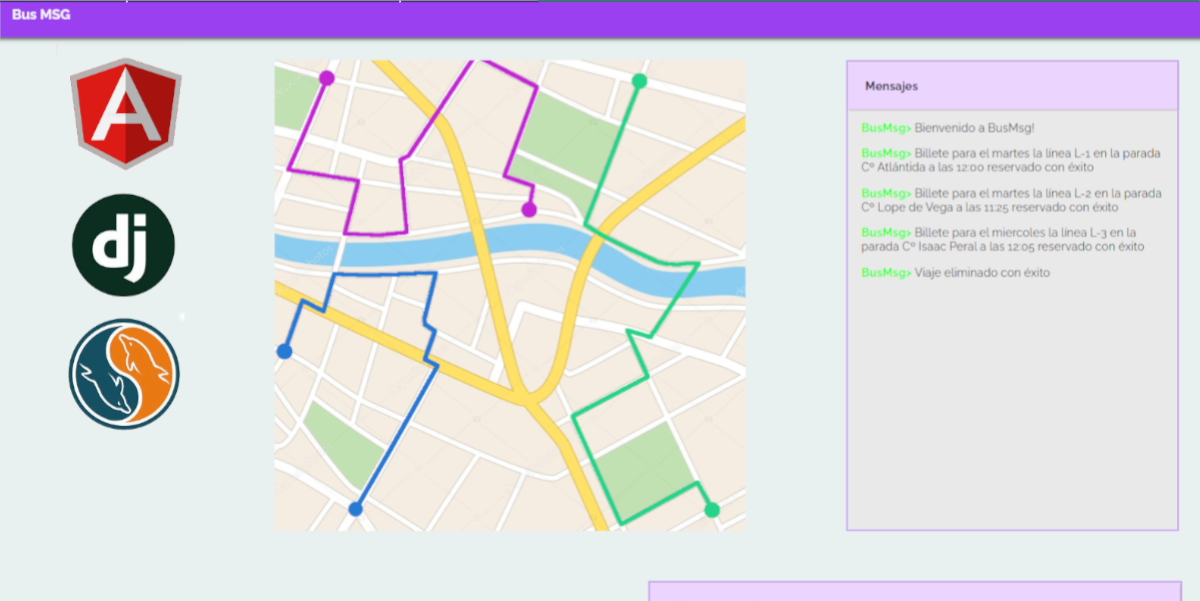 Bus MSG
Mensajes
BusMsg> Bienvenido a BusMsg!
BusMsg> Billete para el martes la línea L-1 en la parada
Cº Atlántida a las 12:00 reservado con éxito
BusMsg> Billete para el martes la línea L-2 en la parada
Cº Lope de Vega a las 11:25 reservado con éxito
BusMsg> Billete para el miercoles la línea L-3 en la
parada Cº Isaac Peral a las 12:05 reservado con éxito
BusMsg> Viaje eliminado con éxito
A
dj